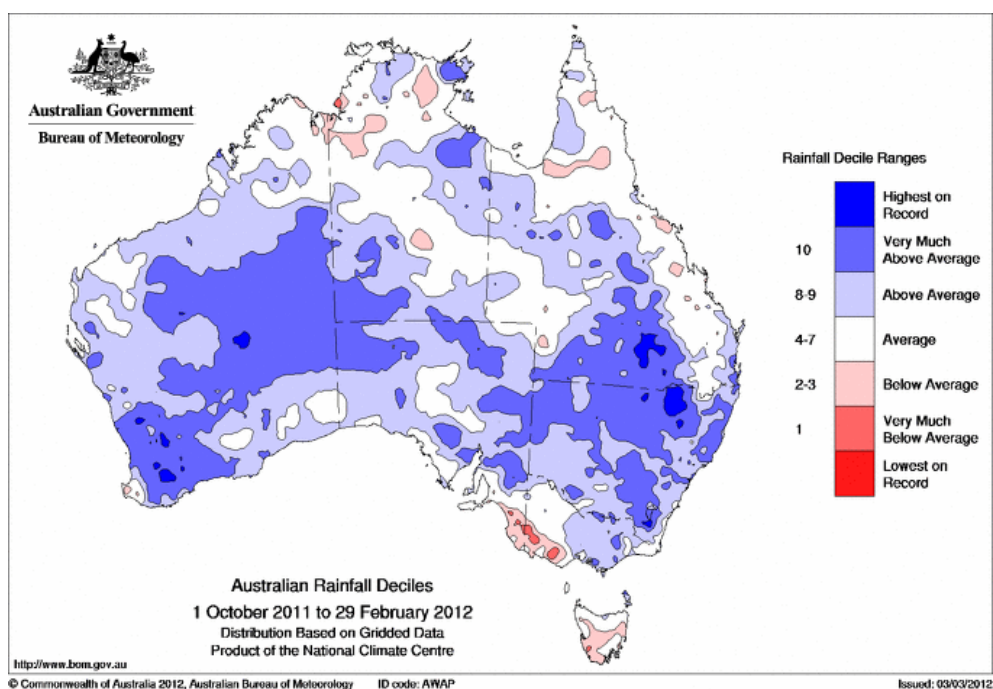 Australian Government
Bureau of Meteorology
Rainfall Decile Ranges
Highest on
Record
10
Very Much
Above Average
8-9
Above Average
4-7
Average
2-3
Below Average
1
Very Much
Below Average
Lowest on
Record
Australian Rainfall Deciles
1 October 2011 to 29 February 2012
Distribution Based on Gridded Data
Product of the National Climate Centre
http://www.bom.gov.au
© Commonwealth of Australia 2012, Australian Bureau of Meteorology
ID code: AWAP
Issued: 03/03/2012